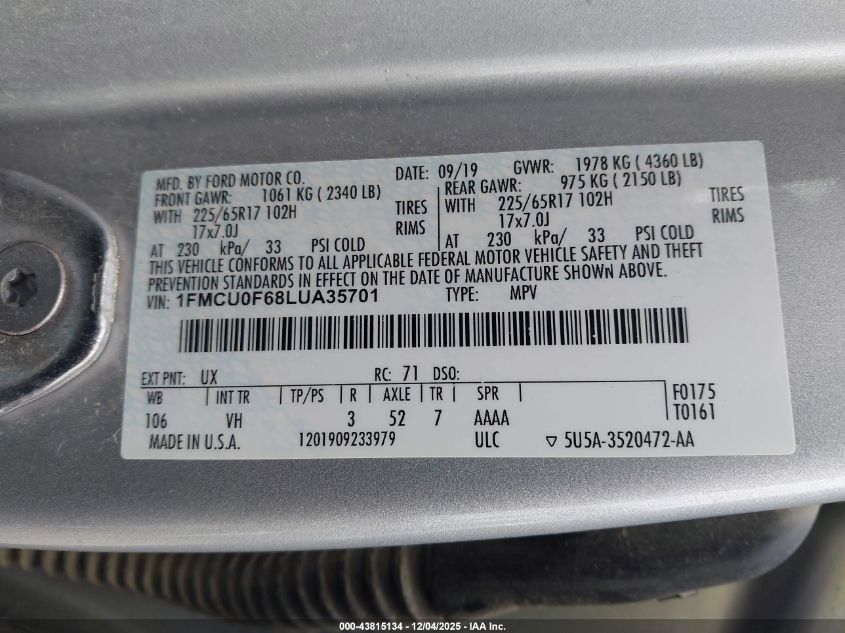 MFD. BY FORD MOTOR CO. DATE: 09/19 GVWR: 1978 KG ( 4360 LB)
FRONT GAWR: 1061 KG ( 2340 LB) REAR GAWR: 975 KG ( 2150 LB)
WITH 225/65R17 102H TIRES WITH 225/65R17 102H TIRES
17x7.0J RIMS 17x7.0J RIMS
AT 230 kPa/ 33 PSI COLD AT 230 kPa/ 33 PSI COLD
THIS VEHICLE CONFORMS TO ALL APPLICABLE FEDERAL MOTOR VEHICLE SAFETY AND THEFT
PREVENTION STANDARDS IN EFFECT ON THE DATE OF MANUFACTURE SHOWN ABOVE.
VIN: 1FMCU0F68LUA35701 TYPE: MPV
EXT PNT: UX RC: 71 DSO:
WB INT TR TP/PS R AXLE TR SPR F0175
106 VH 3 52 7 AAAA T0161
MADE IN U.S.A. 1201909233979 ULC ▽ 5U5A-3520472-AA
000-43815134 - 12/04/2025 - IAA Inc.